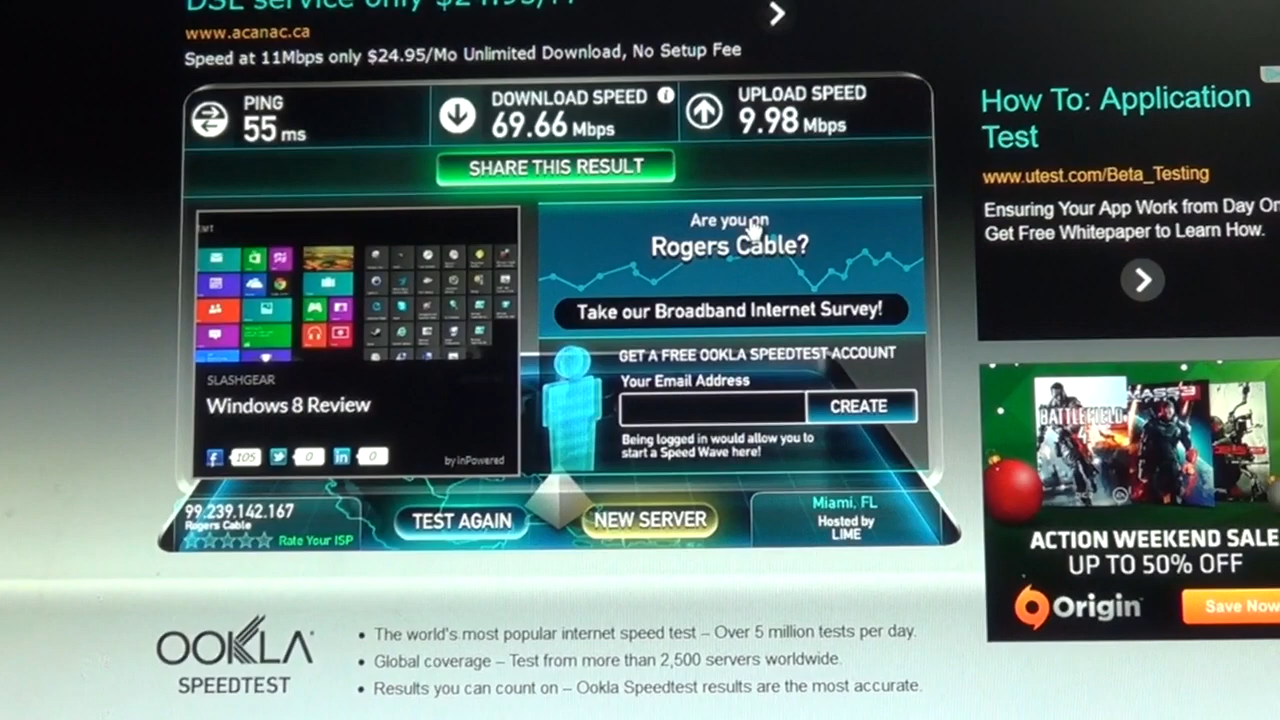 DSL service only $24.95/M
www.acanac.ca
Speed at 11Mbps only $24.95/Mo Unlimited Download, No Setup Fee
PING
55 ms
DOWNLOAD SPEED
69.66 Mbps
UPLOAD SPEED
9.98 Mbps
SHARE THIS RESULT
Are you on
Rogers Cable?
Take our Broadband Internet Survey!
SLASHGEAR
Windows 8 Review
105
0
0
by inPowered
GET A FREE OOKLA SPEEDTEST ACCOUNT
Your Email Address
CREATE
Being logged in would allow you to
start a Speed Wave here!
99.239.142.167
Rogers Cable
Rate Your ISP
TEST AGAIN
NEW SERVER
Miami, FL
Hosted by
LIME
How To: Application
Test
www.utest.com/Beta_Testing
Ensuring Your App Work from Day On
Get Free Whitepaper to Learn How.
BATTLEFIELD
MASS
3
ACTION WEEKEND SALE
UP TO 50% OFF
Origin
Save Now
OOKLA
SPEEDTEST
• The world's most popular internet speed test – Over 5 million tests per day.
• Global coverage – Test from more than 2,500 servers worldwide.
• Results you can count on – Ookla Speedtest results are the most accurate.